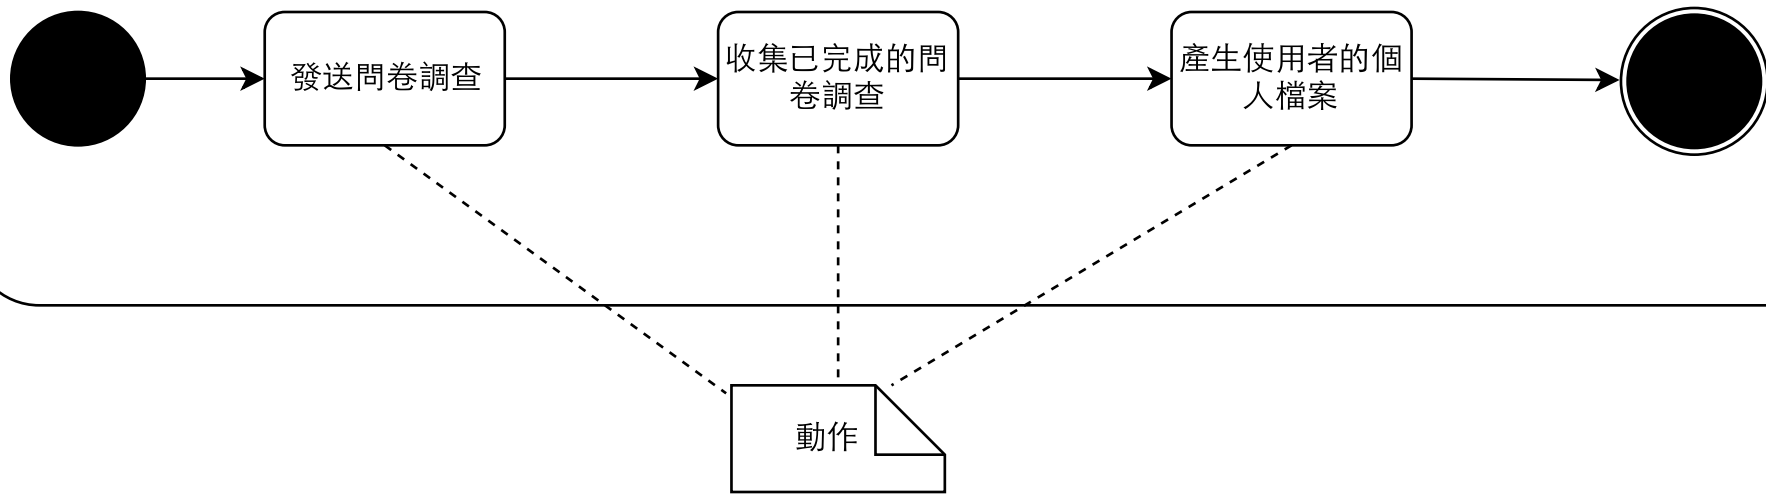 發送問卷調查
收集已完成的問
卷調查
產生使用者的個
人檔案
動作